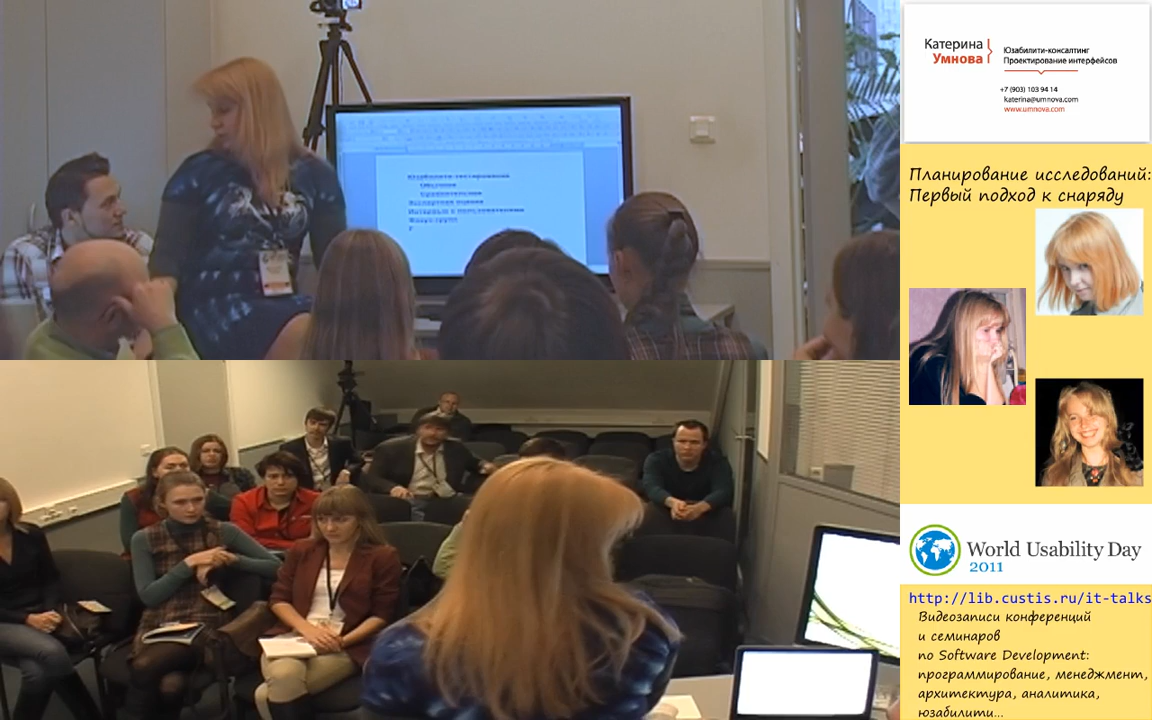 Катерина
Умнова
Юзабилити-консалтинг
Проектирование интерфейсов
+7 (903) 103 94 14
katerina@umnova.com
www.umnova.com
Планирование исследований:
Первый подход к снаряду
World Usability Day
2011
http://lib.custis.ru/it-talks
Видеозаписи конференций
и семинаров
по Software Development:
программирование, менеджмент,
архитектура, аналитика,
юзабилити...